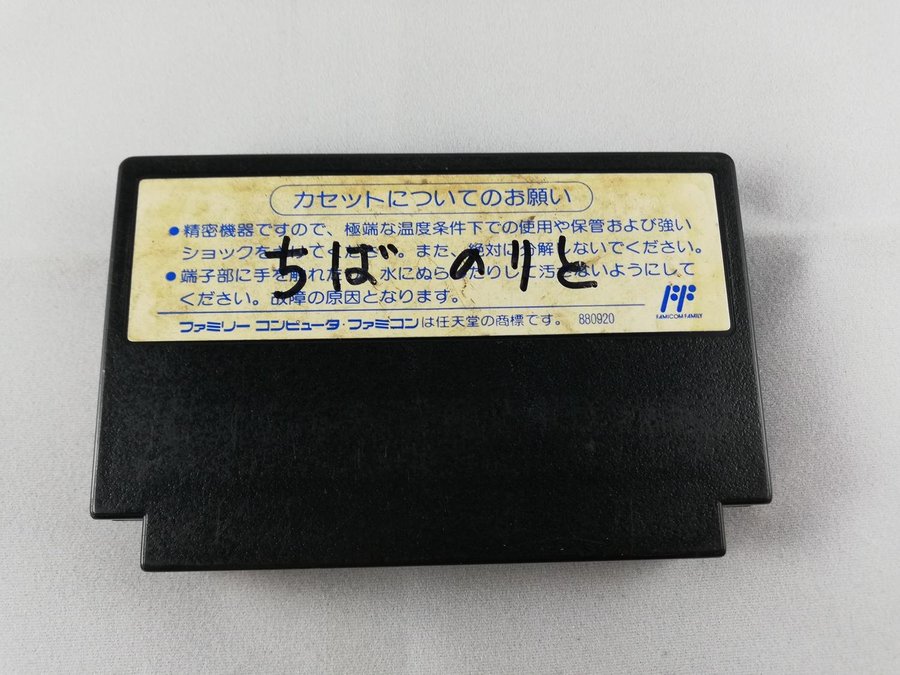 カセットについてのお願い
●精密機器ですので、極端な温度条件下での使用や保管および強い
ショックを ください。また、絶対に分解しないでください。
ちば のりと
●端子部に手を触れた 水にぬら たりし 汚 ないようにして
ください。故障の原因となります。
FF
FAMICOM FAMILY
ファミリー コンピュータ・ファミコンは任天堂の商標です。 880920